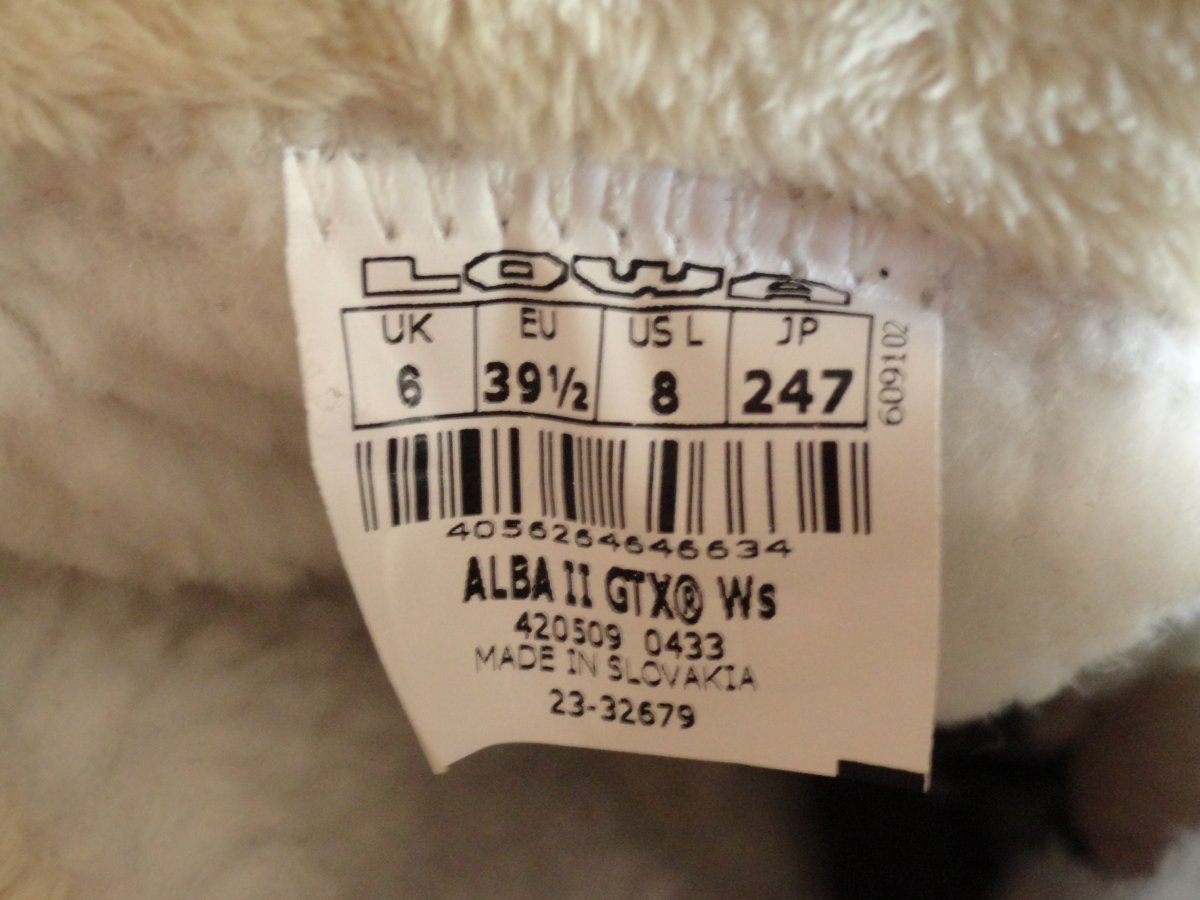 LOWA
UK EU US L JP
6 39½ 8 247
609102
4056264646634
ALBA II GTX® Ws
420509 0433
MADE IN SLOVAKIA
23-32679